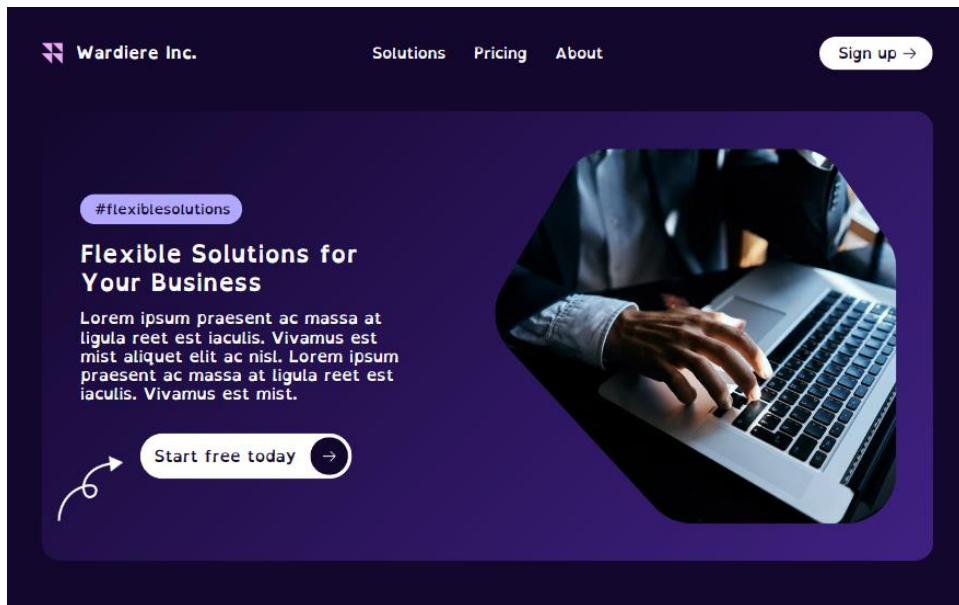 Wardiere Inc.
Solutions
Pricing
About
Sign up →
#flexiblesolutions
Flexible Solutions for
Your Business
Lorem ipsum praesent ac massa at
ligula reet est iaculis. Vivamus est
mist aliquet elit ac nisl. Lorem ipsum
praesent ac massa at ligula reet est
iaculis. Vivamus est mist.
Start free today →